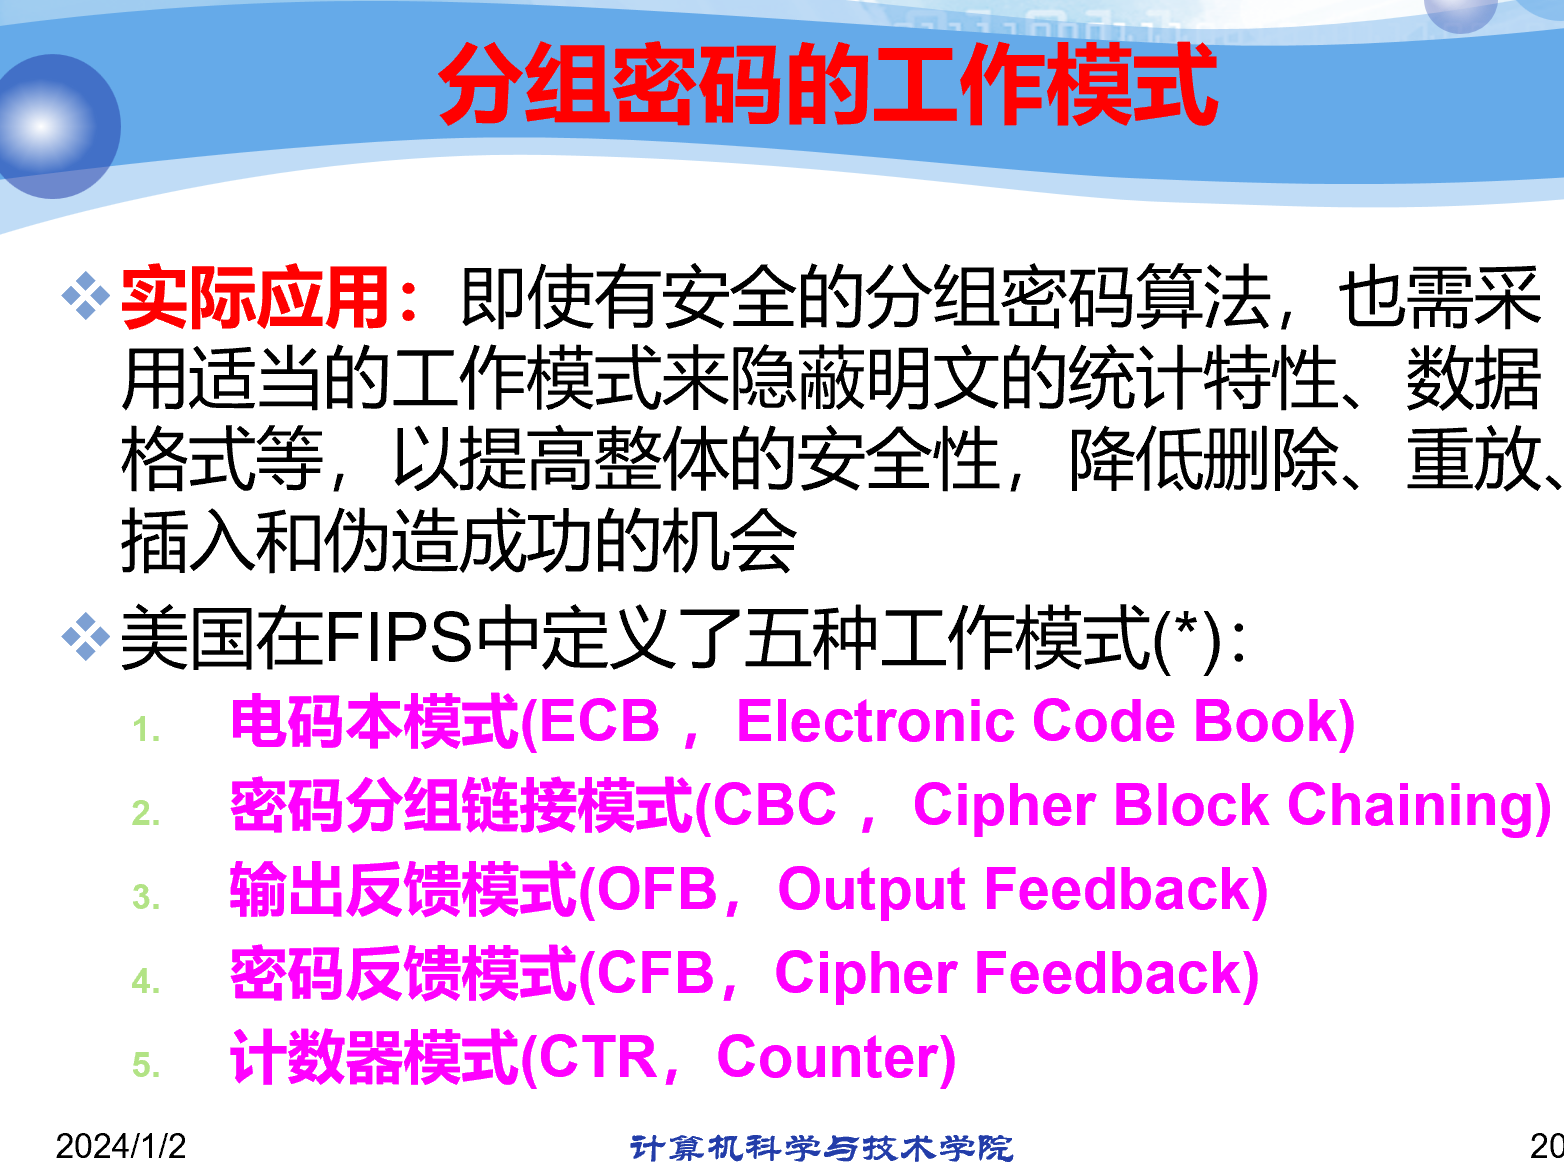 分组密码的工作模式
实际应用：即使有安全的分组密码算法，也需采
用适当的工作模式来隐蔽明文的统计特性、数据
格式等，以提高整体的安全性，降低删除、重放、
插入和伪造成功的机会
美国在FIPS中定义了五种工作模式(*)：
1. 电码本模式(ECB ，Electronic Code Book)
2. 密码分组链接模式(CBC ，Cipher Block Chaining)
3. 输出反馈模式(OFB，Output Feedback)
4. 密码反馈模式(CFB，Cipher Feedback)
5. 计数器模式(CTR，Counter)
2024/1/2 计算机科学与技术学院 20